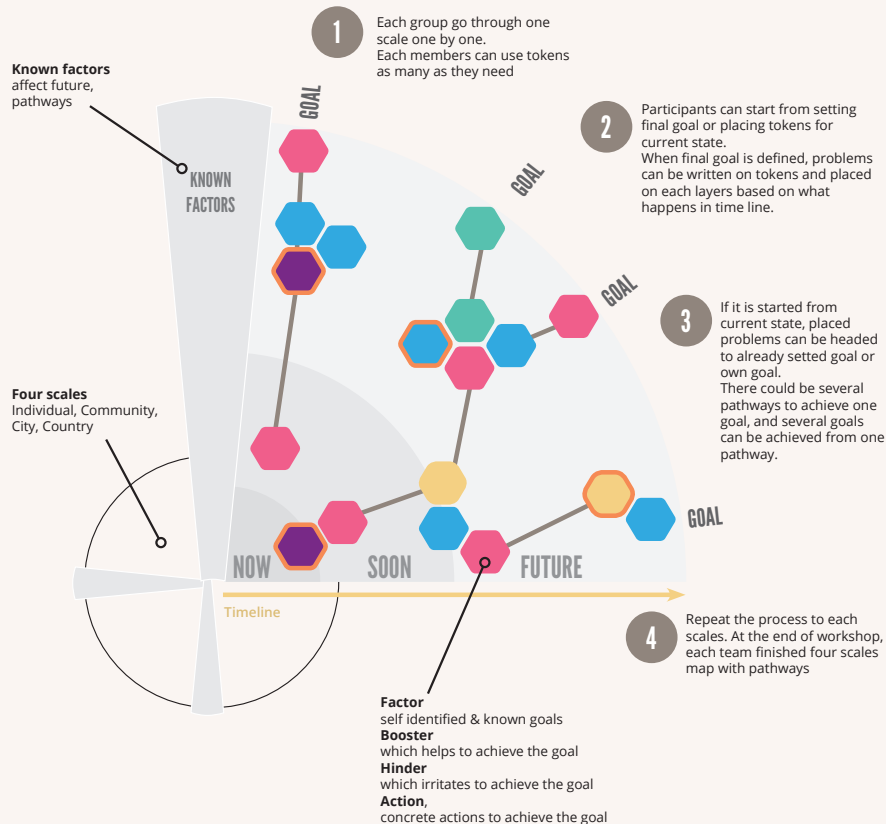 1
Each group go through one
scale one by one.
Each members can use tokens
as many as they need
Known factors
affect future,
pathways
GOAL
2
Participants can start from setting
final goal or placing tokens for
current state.
When final goal is defined, problems
can be written on tokens and placed
on each layers based on what
happens in time line.
KNOWN
FACTORS
GOAL
GOAL
3
If it is started from
current state, placed
problems can be headed
to already setted goal or
own goal.
There could be several
pathways to achieve one
goal, and several goals
can be achieved from one
pathway.
Four scales
Individual, Community,
City, Country
GOAL
NOW
SOON
FUTURE
Timeline
4
Repeat the process to each
scales. At the end of workshop,
each team finished four scales
map with pathways
Factor
self identified & known goals
Booster
which helps to achieve the goal
Hinder
which irritates to achieve the goal
Action,
concrete actions to achieve the goal